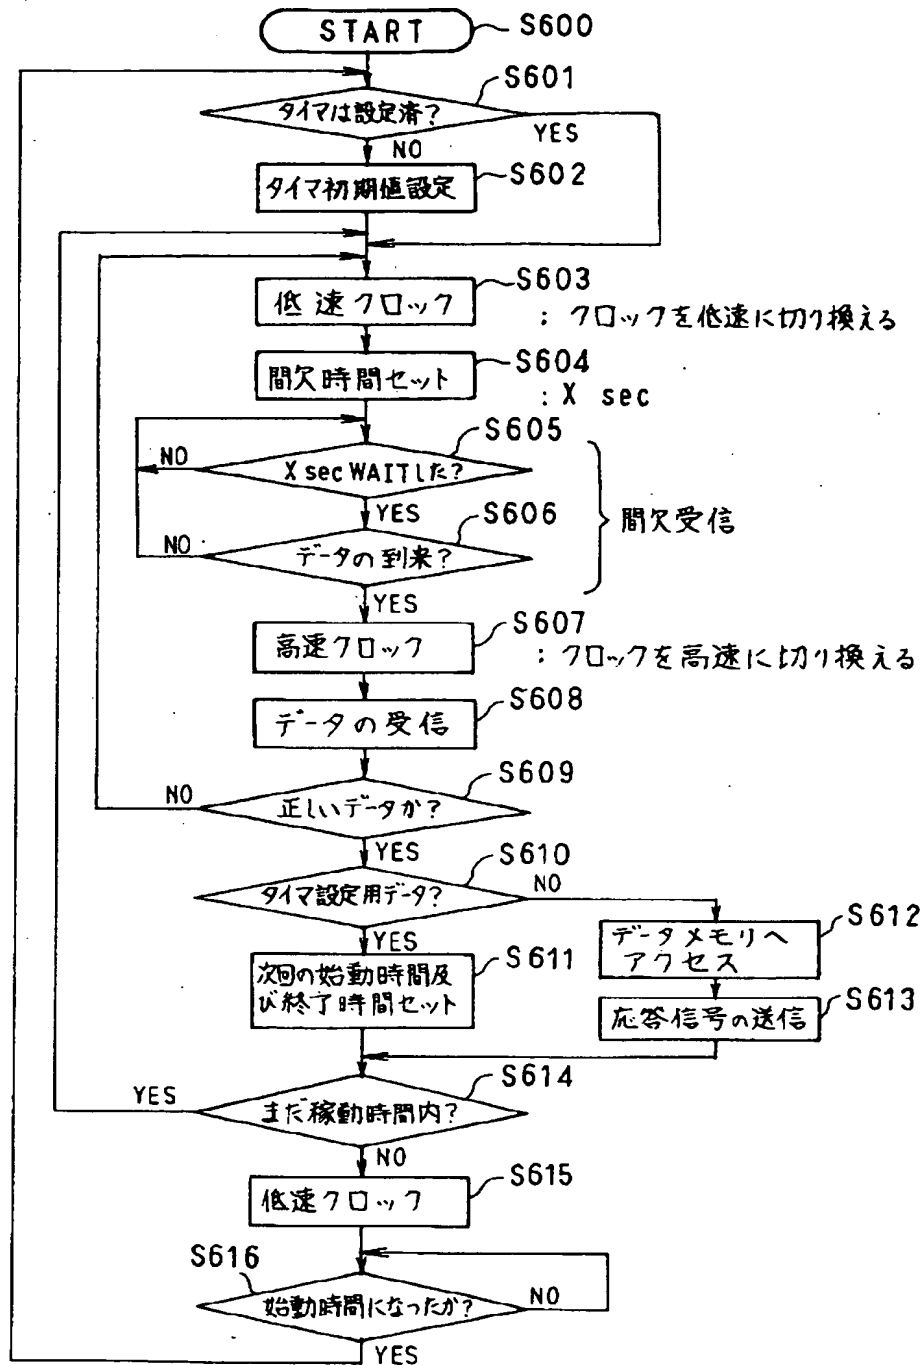 START
S600
S601
タイマは設定済?
YES
NO
S602
タイマ初期値設定
S603
低速クロック
: クロックを低速に切り換える
S604
間欠時間セット
: X sec
S605
NO
X sec WAITした?
YES
S606
間欠受信
NO
データの到来?
YES
S607
高速クロック
: クロックを高速に切り換える
S608
データの受信
S609
NO
正しいデータか?
YES
S610
タイマ設定用データ?
NO
YES
S612
データメモリへ
アクセス
S611
次回の始動時間及
び終了時間セット
S613
応答信号の送信
S614
YES
まだ稼動時間内?
NO
S615
低速クロック
S616
始動時間になったか?
NO
YES